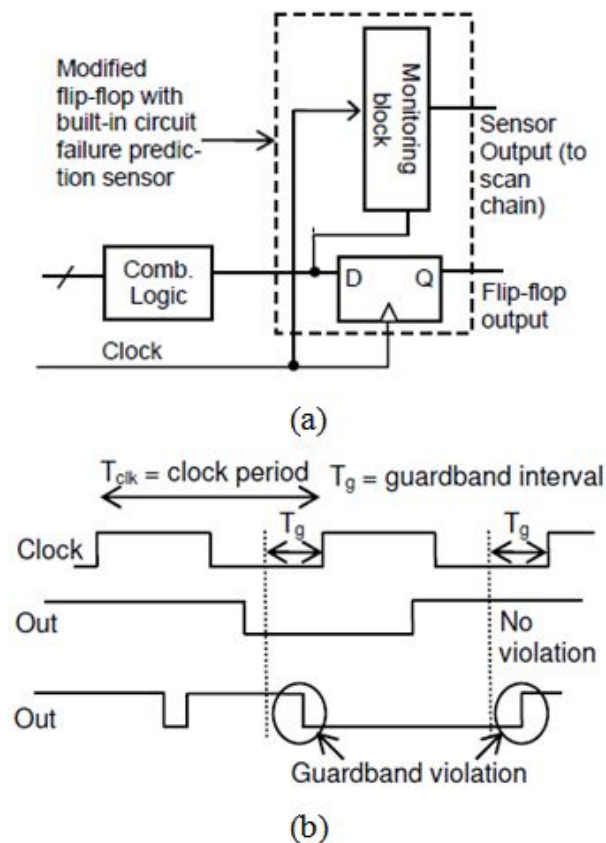 Modified
flip-flop with
built-in circuit
failure predic-
tion sensor
Monitoring
block
Sensor
Output (to
scan
chain)
Comb.
Logic
D Q
Flip-flop
output
Clock
(a)
T_clk = clock period T_g = guardband interval
T_g T_g
Clock
Out
No
violation
Out
Guardband violation
(b)